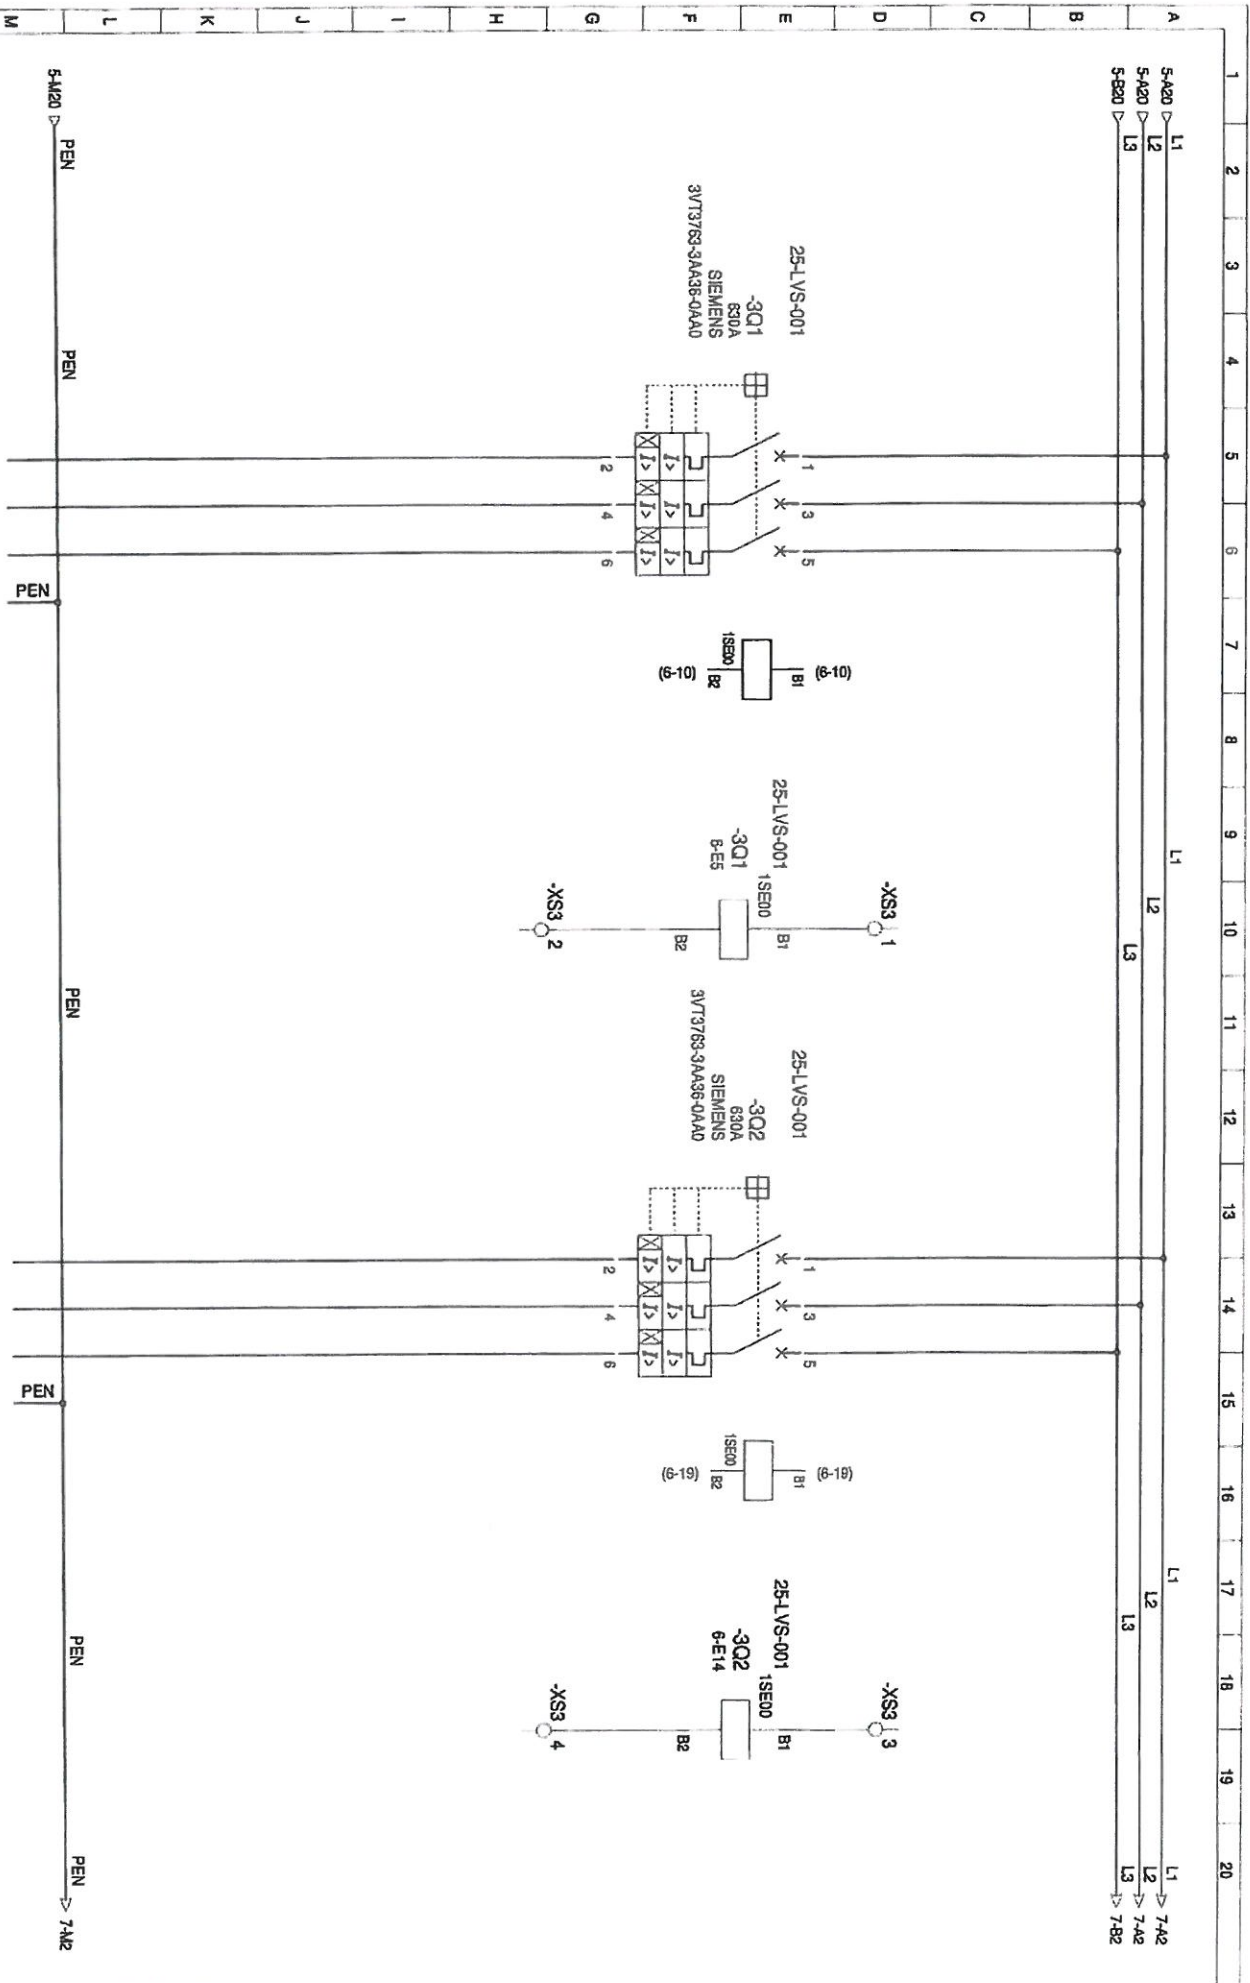 1 2 3 4 5 6 7 8 9 10 11 12 13 14 15 16 17 18 19 20
A
B
C
D
E
F
G
H
I
J
K
L
M
5-A20 L1 L1 L1 L1 7-A2
5-A20 L2 L2 L2 L2 7-A2
5-B20 L3 L3 L3 L3 7-B2
25-LVS-001
-3Q1
630A
SIEMENS
3VT3763-3AA36-0AA0
1 3 5
I> I> I>
I> I> I>
2 4 6
(6-10)
B1
1SE00
B2
(6-10)
-XS3 1
25-LVS-001
1SE00
B1
-3Q1
6-E5
B2
-XS3 2
25-LVS-001
-3Q2
630A
SIEMENS
3VT3763-3AA36-0AA0
1 3 5
I> I> I>
I> I> I>
2 4 6
(6-19)
B1
1SE00
B2
(6-19)
-XS3 3
25-LVS-001
1SE00
B1
-3Q2
6-E14
B2
-XS3 4
5-M20 PEN PEN PEN PEN PEN 7-M2
PEN
PEN